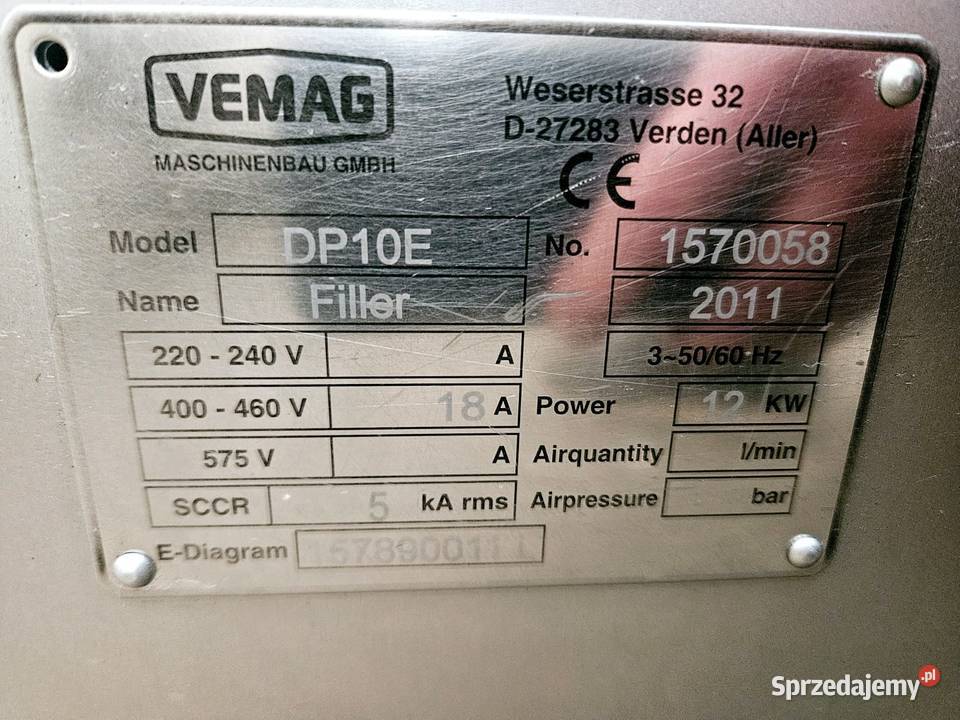 VEMAG
MASCHINENBAU GMBH
Weserstrasse 32
D-27283 Verden (Aller)
CE
Model DP10E No. 1570058
Name Filler 2011
220 - 240 V A 3~50/60 Hz
400 - 460 V 18 A Power 12 KW
575 V A Airquantity l/min
SCCR 5 kA rms Airpressure bar
E-Diagram
Sprzedajemy.pl